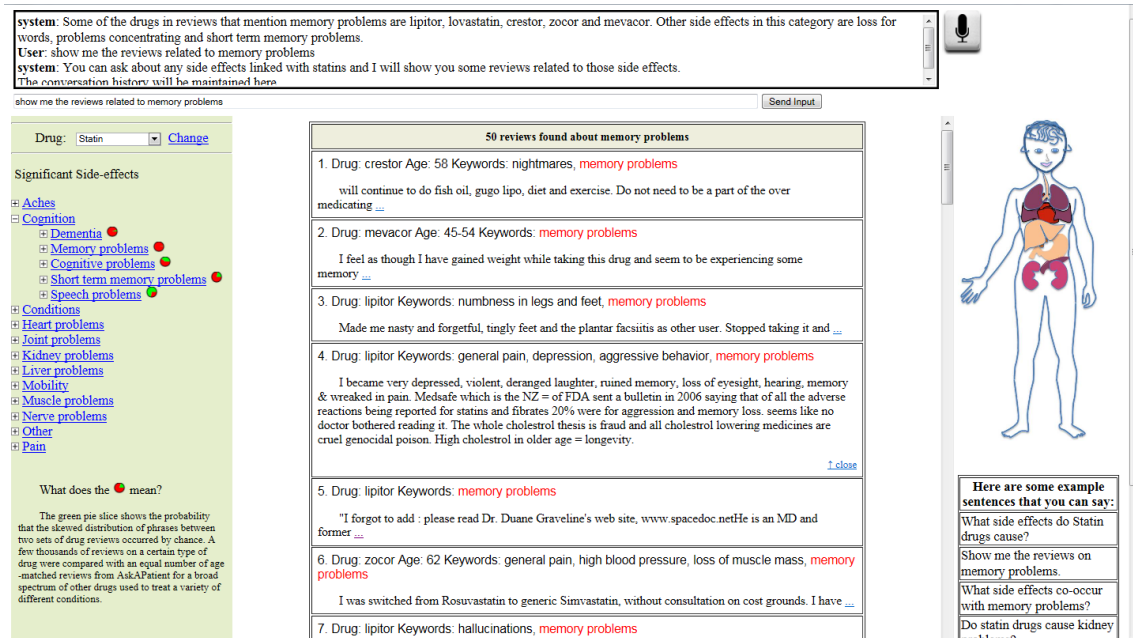 system: Some of the drugs in reviews that mention memory problems are lipitor, lovastatin, crestor, zocor and mevacor. Other side effects in this category are loss for
words, problems concentrating and short term memory problems.
User: show me the reviews related to memory problems
system: You can ask about any side effects linked with statins and I will show you some reviews related to those side effects.
The conversation history will be maintained here
show me the reviews related to memory problems
Send Input
Drug: Statin Change
Significant Side-effects
Aches
Cognition
Dementia
Memory problems
Cognitive problems
Short term memory problems
Speech problems
Conditions
Heart problems
Joint problems
Kidney problems
Liver problems
Mobility
Muscle problems
Nerve problems
Other
Pain
What does the mean?
The green pie slice shows the probability
that the skewed distribution of phrases between
two sets of drug reviews occurred by chance. A
few thousands of reviews on a certain type of
drug were compared with an equal number of age
-matched reviews from AskAPatient for a broad
spectrum of other drugs used to treat a variety of
different conditions.
50 reviews found about memory problems
1. Drug: crestor Age: 58 Keywords: nightmares, memory problems
will continue to do fish oil, gugo lipo, diet and exercise. Do not need to be a part of the over
medicating ...
2. Drug: mevacor Age: 45-54 Keywords: memory problems
I feel as though I have gained weight while taking this drug and seem to be experiencing some
memory ...
3. Drug: lipitor Keywords: numbness in legs and feet, memory problems
Made me nasty and forgetful, tingly feet and the plantar facsiitis as other user. Stopped taking it and ...
4. Drug: lipitor Keywords: general pain, depression, aggressive behavior, memory problems
I became very depressed, violent, deranged laughter, ruined memory, loss of eyesight, hearing, memory
& wreaked in pain. Medsafe which is the NZ = of FDA sent a bulletin in 2006 saying that of all the adverse
reactions being reported for statins and fibrates 20% were for aggression and memory loss. seems like no
doctor bothered reading it. The whole cholestrol thesis is fraud and all cholestrol lowering medicines are
cruel genocidal poison. High cholestrol in older age = longevity.
↑ close
5. Drug: lipitor Keywords: memory problems
"I forgot to add : please read Dr. Duane Graveline's web site, www.spacedoc.netHe is an MD and
former ...
6. Drug: zocor Age: 62 Keywords: general pain, high blood pressure, loss of muscle mass, memory
problems
I was switched from Rosuvastatin to generic Simvastatin, without consultation on cost grounds. I have ...
7. Drug: lipitor Keywords: hallucinations, memory problems
Here are some example
sentences that you can say:
What side effects do Statin
drugs cause?
Show me the reviews on
memory problems.
What side effects co-occur
with memory problems?
Do statin drugs cause kidney